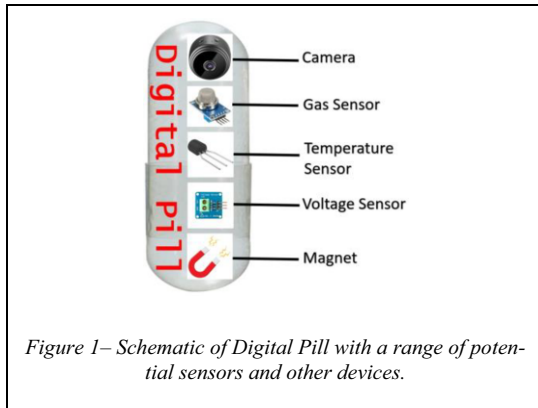 Digital Pill
Camera
Gas Sensor
Temperature
Sensor
Voltage Sensor
Magnet
Figure 1– Schematic of Digital Pill with a range of poten-
tial sensors and other devices.